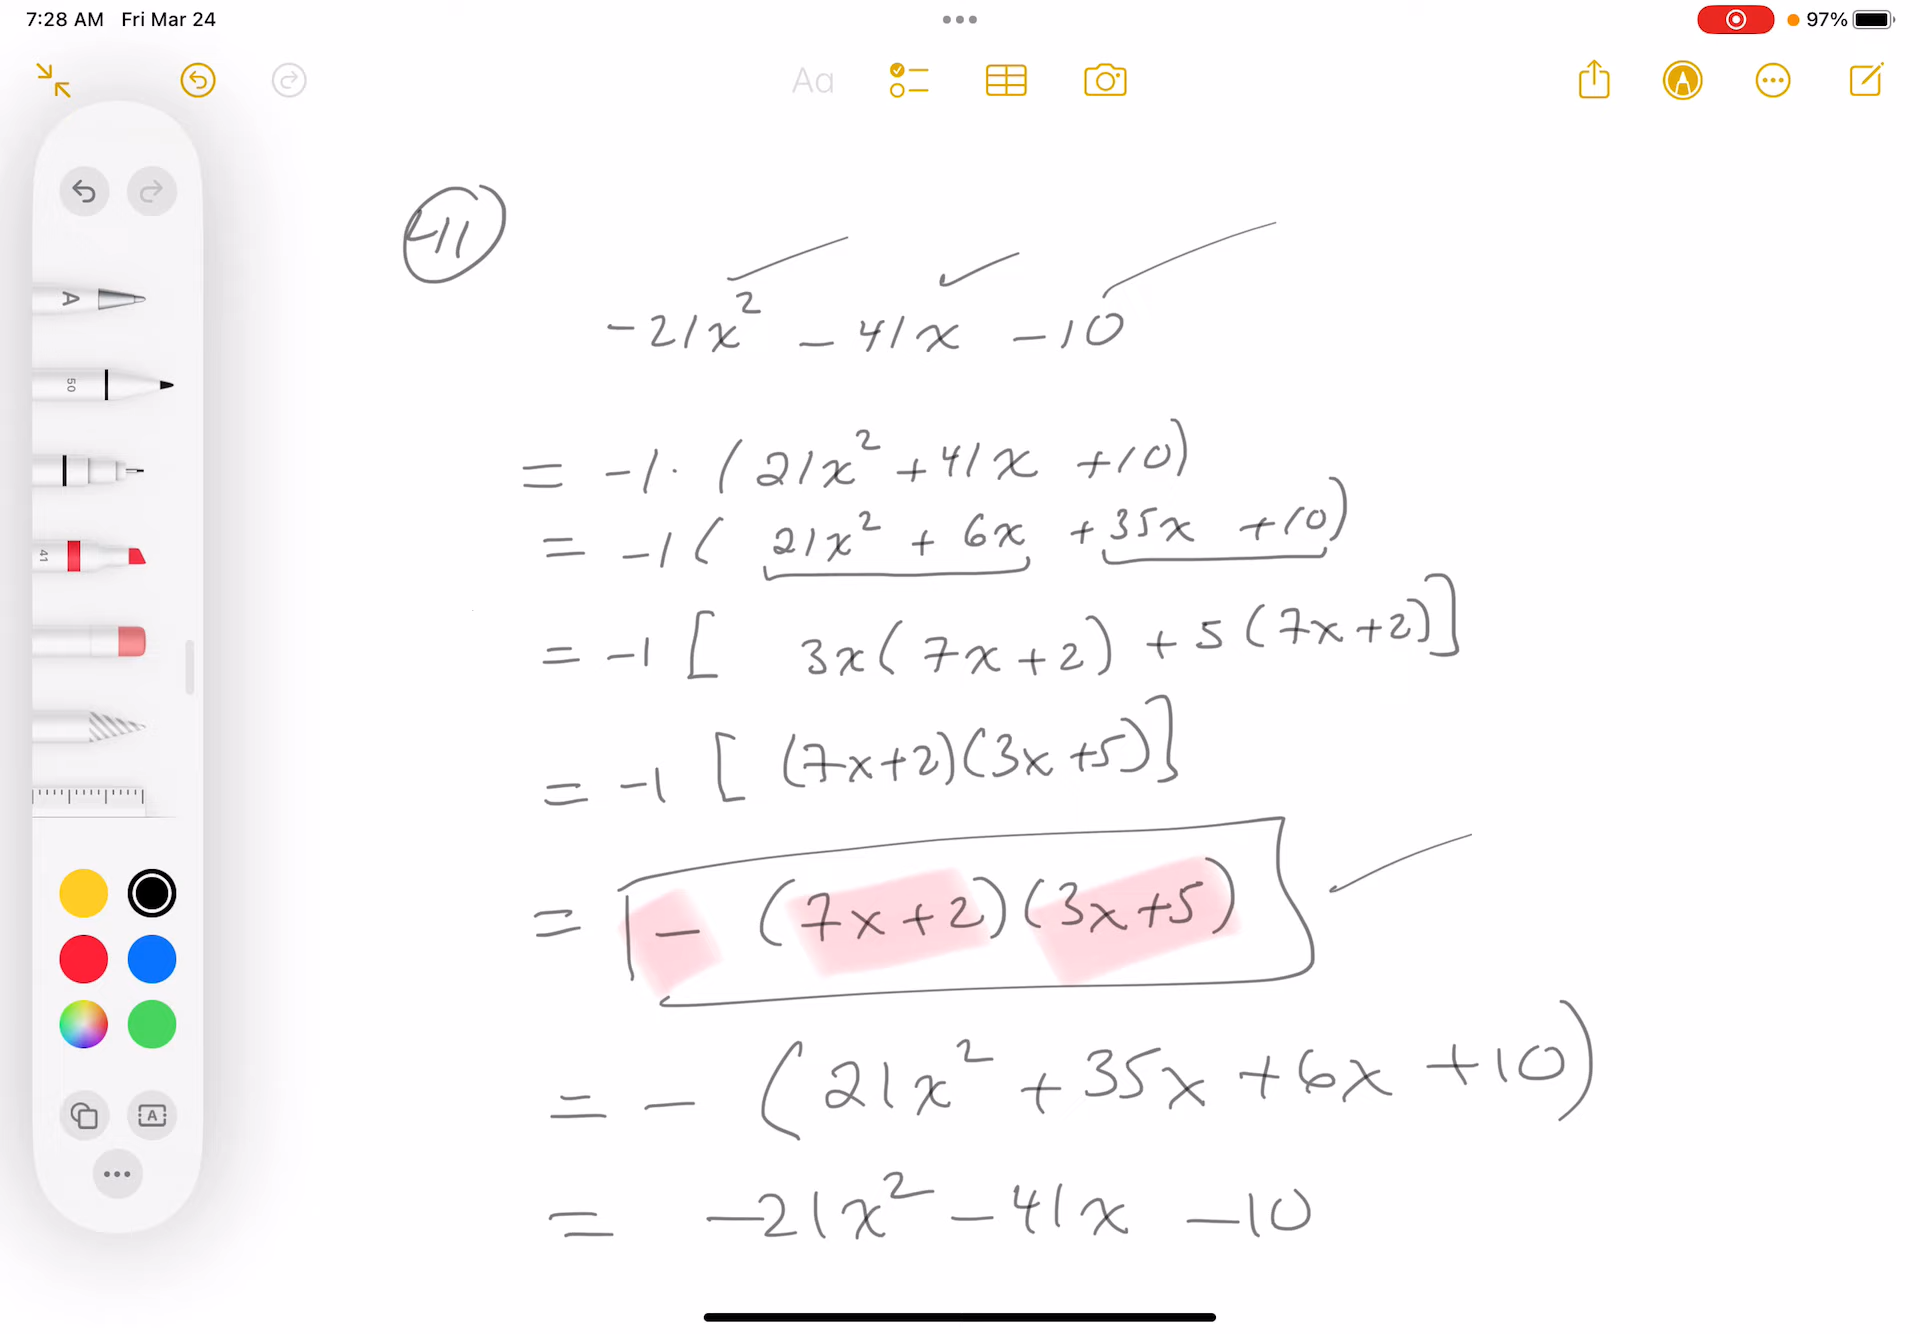 7:28 AM Fri Mar 24
97%
Aa
A
50
41
A
41
-21x² - 41x - 10
= -1 · (21x² + 41x + 10)
= -1 ( 21x² + 6x + 35x + 10)
= -1 [ 3x(7x + 2) + 5(7x + 2)]
= -1 [ (7x+2)(3x+5)]
= - (7x+2)(3x+5)
= - (21x² + 35x + 6x + 10)
= -21x² - 41x - 10